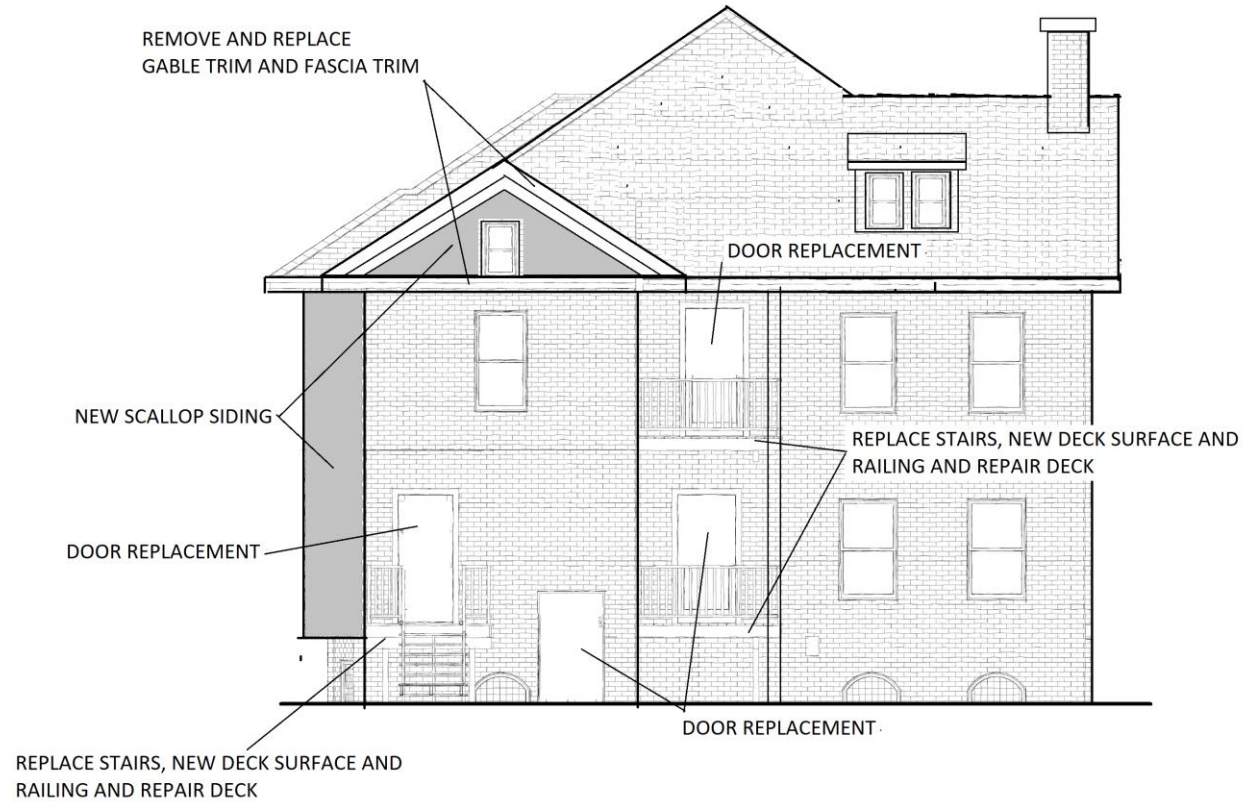 REMOVE AND REPLACE
GABLE TRIM AND FASCIA TRIM
DOOR REPLACEMENT
NEW SCALLOP SIDING
REPLACE STAIRS, NEW DECK SURFACE AND
RAILING AND REPAIR DECK
DOOR REPLACEMENT
DOOR REPLACEMENT
REPLACE STAIRS, NEW DECK SURFACE AND
RAILING AND REPAIR DECK